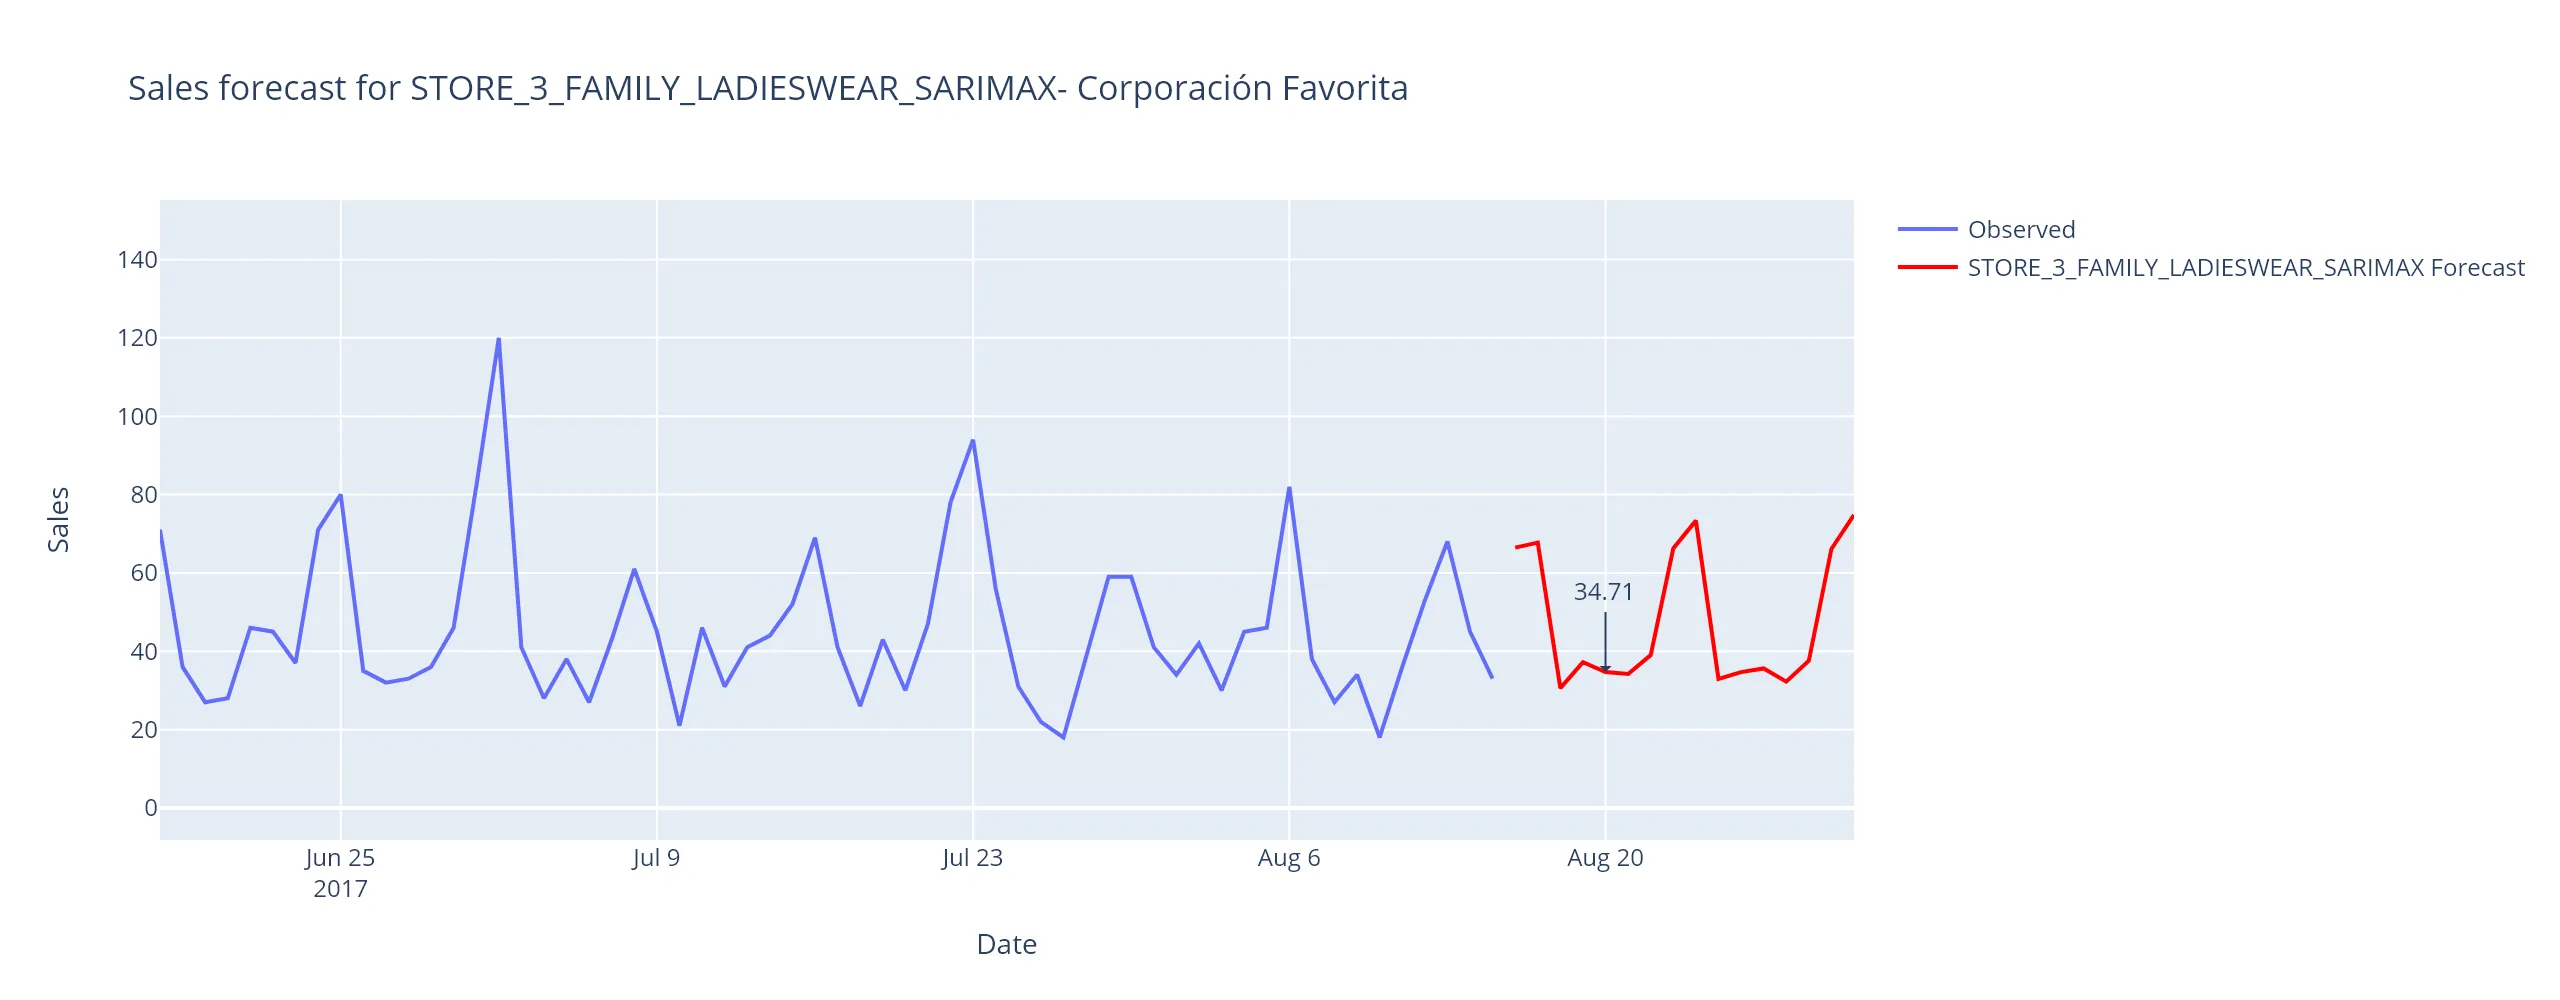 Sales forecast for STORE_3_FAMILY_LADIESWEAR_SARIMAX- Corporación Favorita
Observed
STORE_3_FAMILY_LADIESWEAR_SARIMAX Forecast
140
120
100
80
60
40
20
0
Sales
34.71
Jun 25
2017
Jul 9
Jul 23
Aug 6
Aug 20
Date